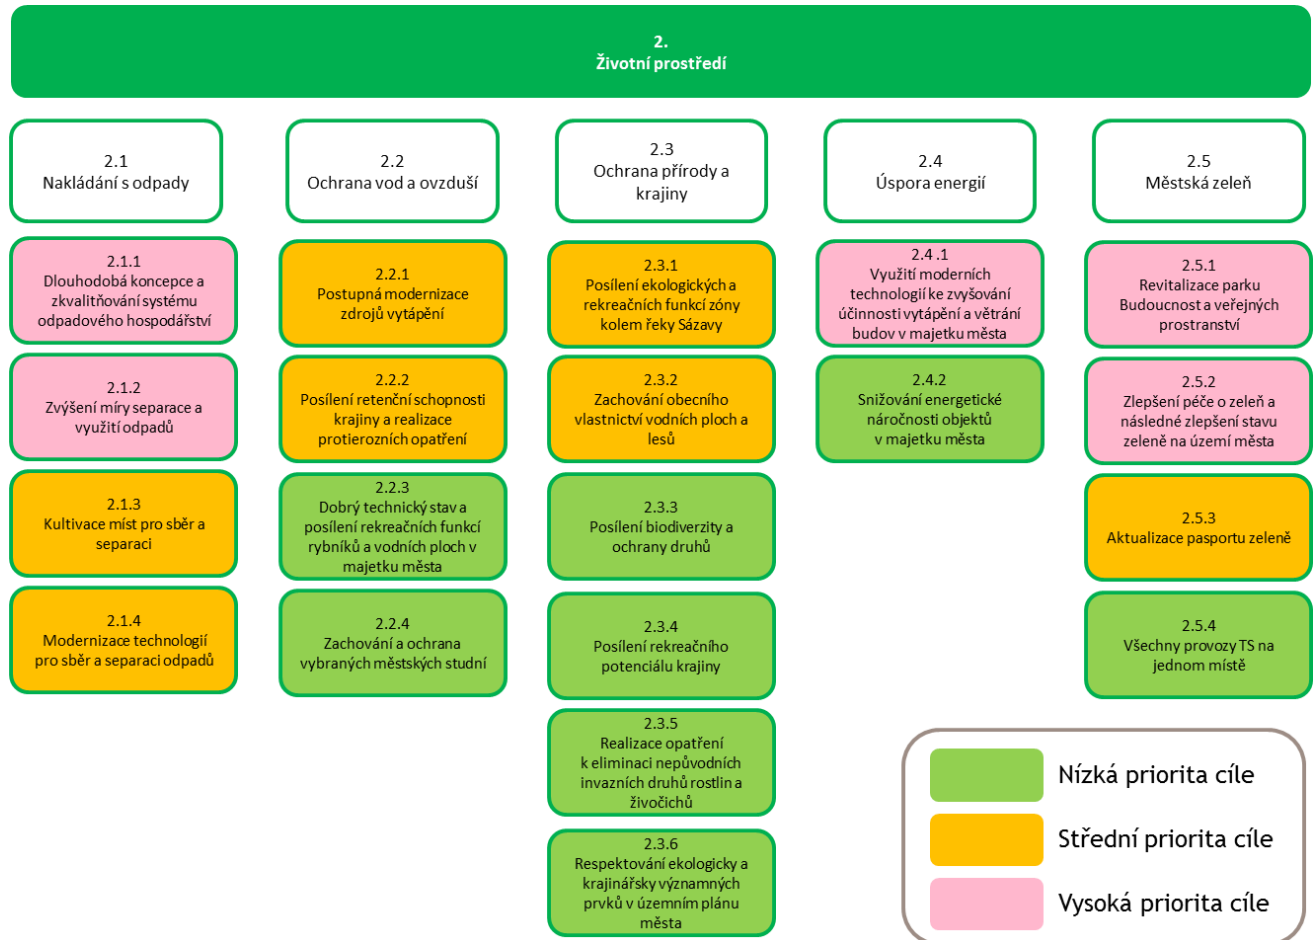 2.
Životní prostředí
2.1
Nakládání s odpady
2.1.1
Dlouhodobá koncepce a
zkvalitňování systému
odpadového hospodářství
2.1.2
Zvýšení míry separace a
využití odpadů
2.1.3
Kultivace míst pro sběr a
separaci
2.1.4
Modernizace technologií
pro sběr a separaci odpadů
2.2
Ochrana vod a ovzduší
2.2.1
Postupná modernizace
zdrojů vytápění
2.2.2
Posílení retenční schopnosti
krajiny a realizace
protierozních opatření
2.2.3
Dobrý technický stav a
posílení rekreačních funkcí
rybníků a vodních ploch v
majetku města
2.2.4
Zachování a ochrana
vybraných městských studní
2.3
Ochrana přírody a
krajiny
2.3.1
Posílení ekologických a
rekreačních funkcí zóny
kolem řeky Sázavy
2.3.2
Zachování obecního
vlastnictví vodních ploch a
lesů
2.3.3
Posílení biodiverzity a
ochrany druhů
2.3.4
Posílení rekreačního
potenciálu krajiny
2.3.5
Realizace opatření
k eliminaci nepůvodních
invazních druhů rostlin a
živočichů
2.3.6
Respektování ekologicky a
krajinářsky významných
prvků v územním plánu
města
2.4
Úspora energií
2.4 .1
Využití moderních
technologií ke zvyšování
účinnosti vytápění a větrání
budov v majetku města
2.4.2
Snižování energetické
náročnosti objektů
v majetku města
2.5
Městská zeleň
2.5.1
Revitalizace parku
Budoucnost a veřejných
prostranství
2.5.2
Zlepšení péče o zeleň a
následné zlepšení stavu
zeleně na území města
2.5.3
Aktualizace pasportu zeleně
2.5.4
Všechny provozy TS na
jednom místě
Nízká priorita cíle
Střední priorita cíle
Vysoká priorita cíle